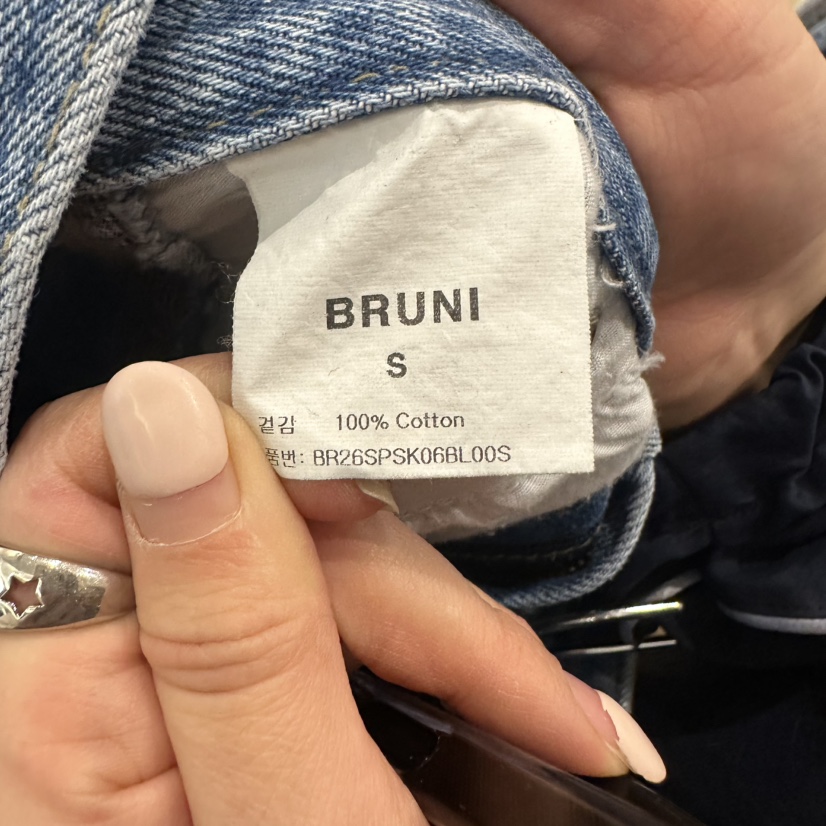 BRUNI
S
겉감 100% Cotton
품번: BR26SPSK06BL00S